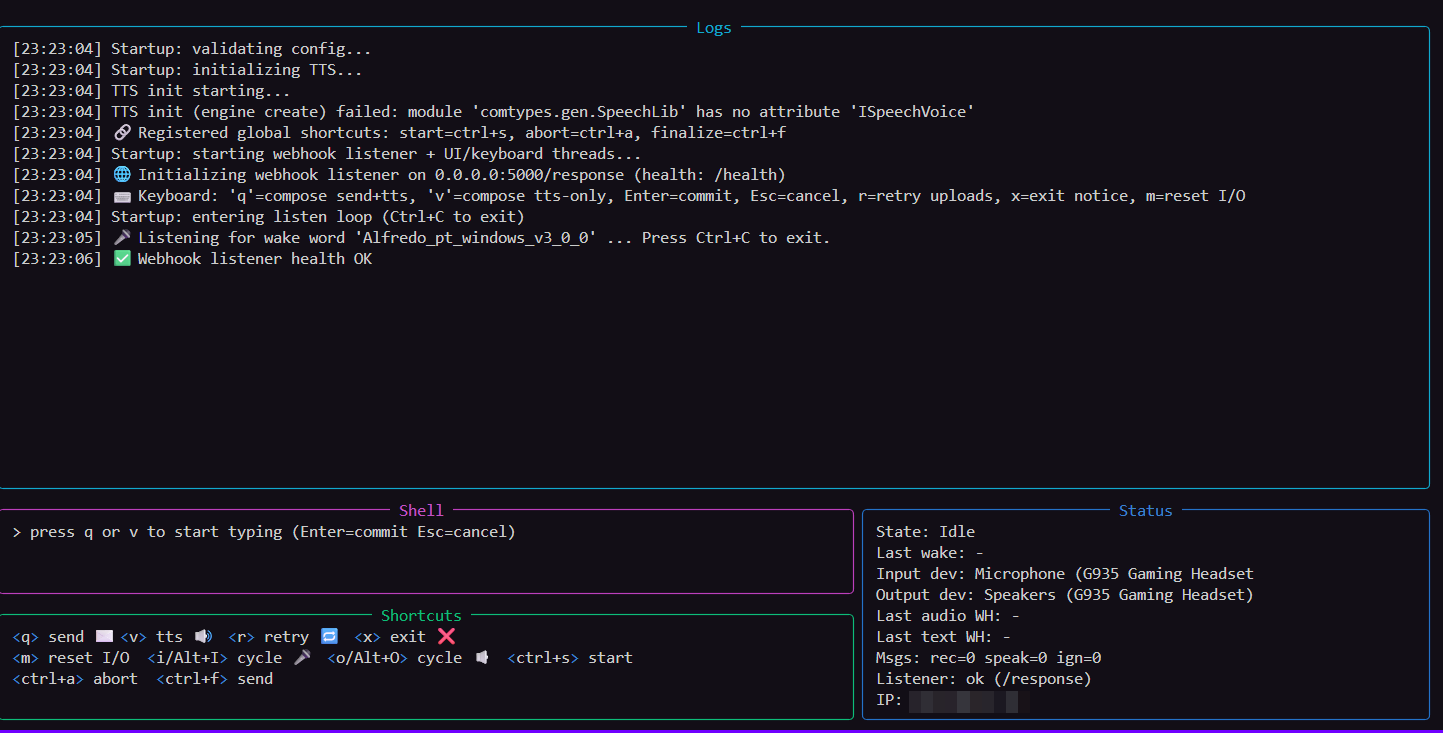 Logs
[23:23:04] Startup: validating config...
[23:23:04] Startup: initializing TTS...
[23:23:04] TTS init starting...
[23:23:04] TTS init (engine create) failed: module 'comtypes.gen.SpeechLib' has no attribute 'ISpeechVoice'
[23:23:04] 🔗 Registered global shortcuts: start=ctrl+s, abort=ctrl+a, finalize=ctrl+f
[23:23:04] Startup: starting webhook listener + UI/keyboard threads...
[23:23:04] 🌐 Initializing webhook listener on 0.0.0.0:5000/response (health: /health)
[23:23:04] ⌨️ Keyboard: 'q'=compose send+tts, 'v'=compose tts-only, Enter=commit, Esc=cancel, r=retry uploads, x=exit notice, m=reset I/O
[23:23:04] Startup: entering listen loop (Ctrl+C to exit)
[23:23:05] 🎤 Listening for wake word 'Alfredo_pt_windows_v3_0_0' ... Press Ctrl+C to exit.
[23:23:06] ✅ Webhook listener health OK
Shell
> press q or v to start typing (Enter=commit Esc=cancel)
Shortcuts
<q> send ✉️ <v> tts 🔊 <r> retry 🔁 <x> exit ❌
<m> reset I/O <i/Alt+I> cycle 🎤 <o/Alt+O> cycle 🔈 <ctrl+s> start
<ctrl+a> abort <ctrl+f> send
Status
State: Idle
Last wake: -
Input dev: Microphone (G935 Gaming Headset
Output dev: Speakers (G935 Gaming Headset)
Last audio WH: -
Last text WH: -
Msgs: rec=0 speak=0 ign=0
Listener: ok (/response)
IP: